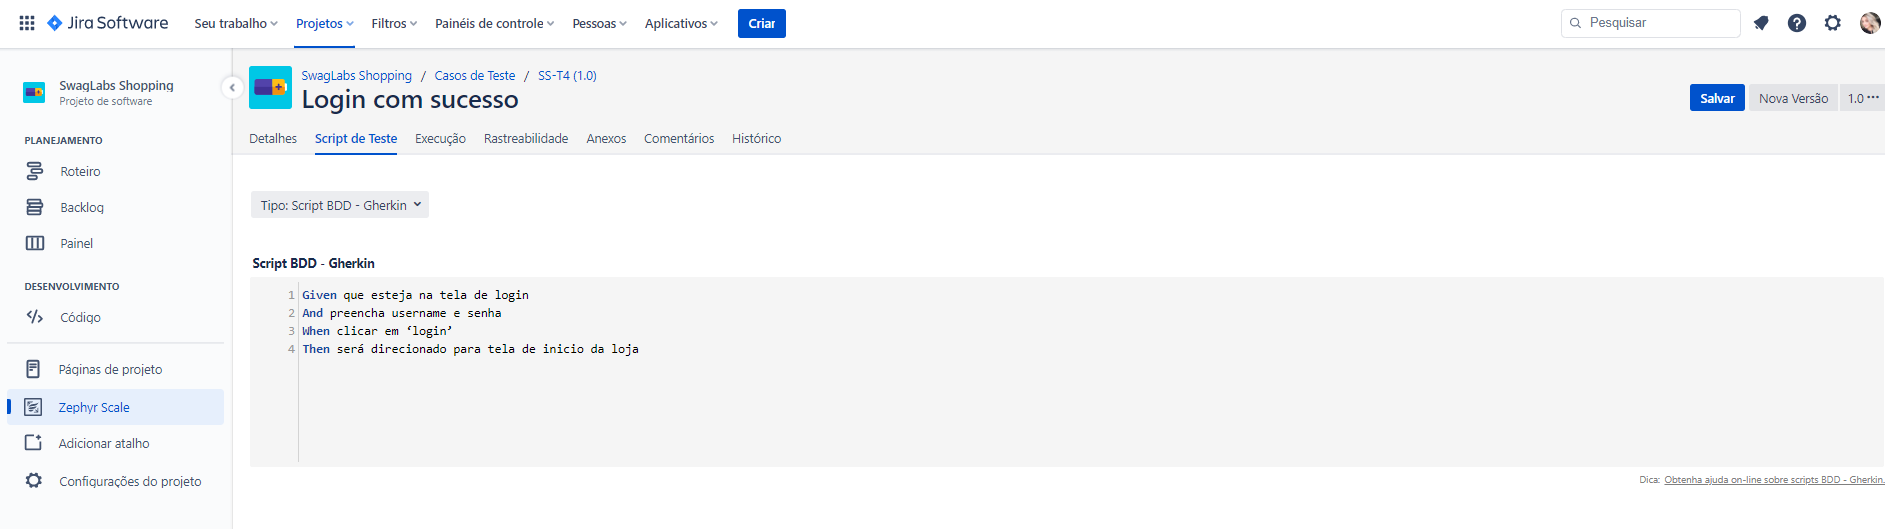 Jira Software Seu trabalho Projetos Filtros Painéis de controle Pessoas Aplicativos Criar Pesquisar
SwagLabs Shopping
Projeto de software
PLANEJAMENTO
Roteiro
Backlog
Painel
DESENVOLVIMENTO
Código
Páginas de projeto
Zephyr Scale
Adicionar atalho
Configurações do projeto
SwagLabs Shopping / Casos de Teste / SS-T4 (1.0)
Login com sucesso
Salvar Nova Versão 1.0 ···
Detalhes Script de Teste Execução Rastreabilidade Anexos Comentários Histórico
Tipo: Script BDD - Gherkin
Script BDD - Gherkin
1 Given que esteja na tela de login
2 And preencha username e senha
3 When clicar em ‘login’
4 Then será direcionado para tela de inicio da loja
Dica: Obtenha ajuda on-line sobre scripts BDD - Gherkin.